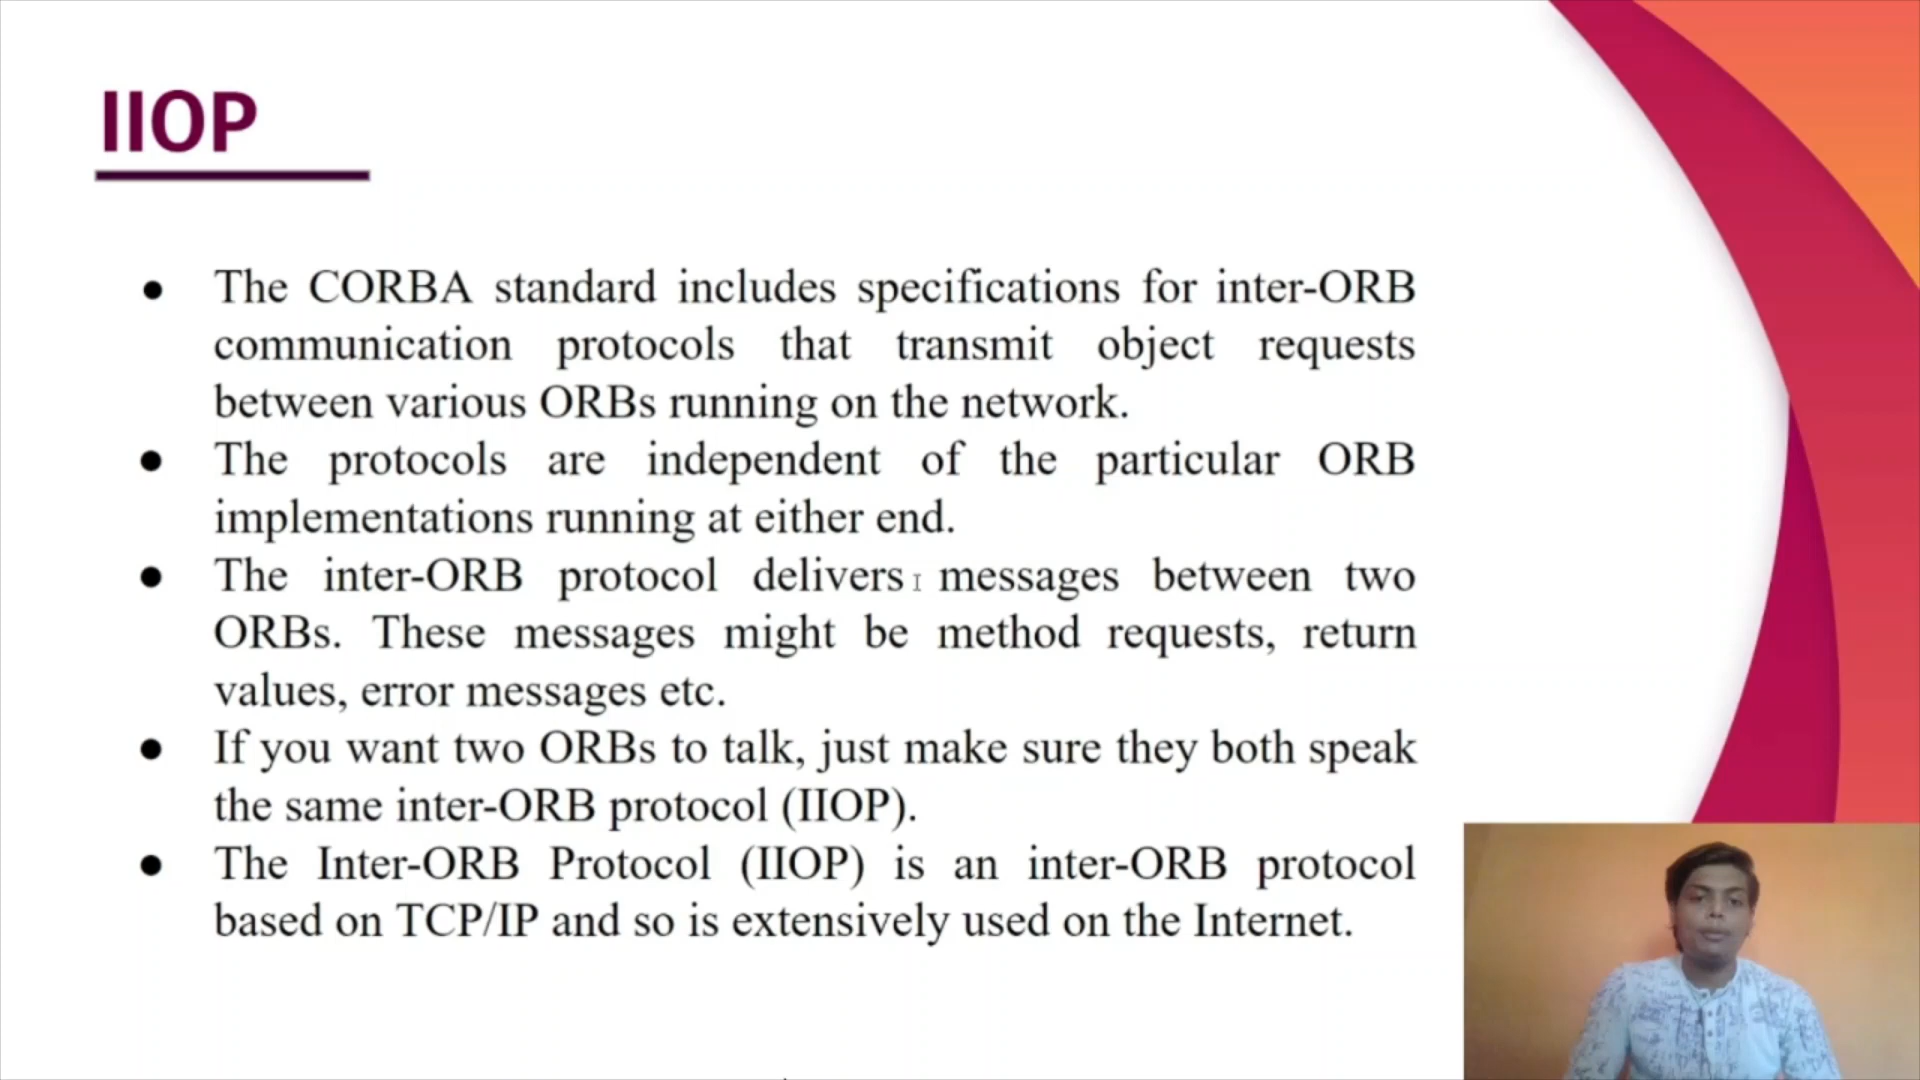 IIOP
● The CORBA standard includes specifications for inter-ORB
communication protocols that transmit object requests
between various ORBs running on the network.
● The protocols are independent of the particular ORB
implementations running at either end.
● The inter-ORB protocol delivers messages between two
ORBs. These messages might be method requests, return
values, error messages etc.
● If you want two ORBs to talk, just make sure they both speak
the same inter-ORB protocol (IIOP).
● The Inter-ORB Protocol (IIOP) is an inter-ORB protocol
based on TCP/IP and so is extensively used on the Internet.